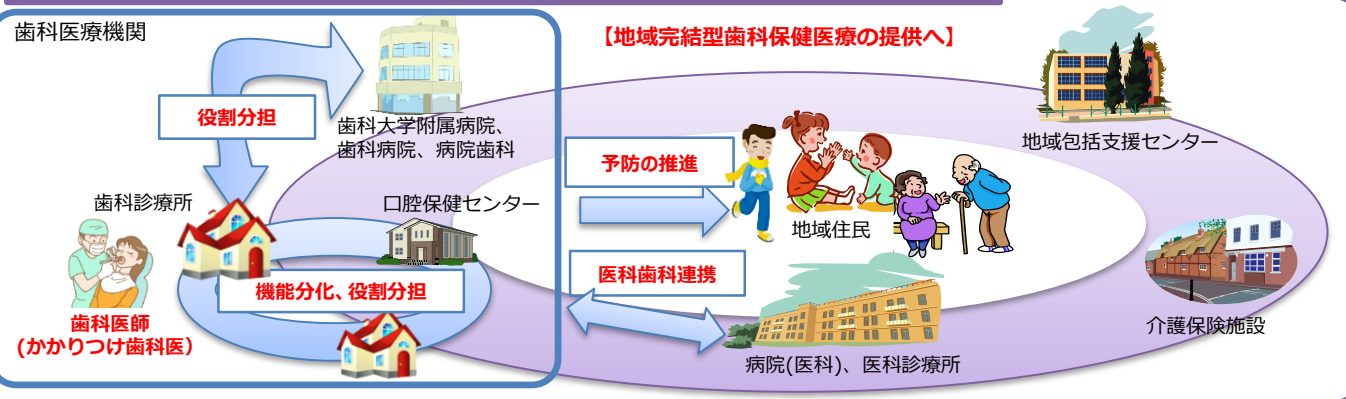 歯科医療機関
【地域完結型歯科保健医療の提供へ】
役割分担
歯科大学附属病院、
歯科病院、病院歯科
地域包括支援センター
予防の推進
歯科診療所
口腔保健センター
地域住民
医科歯科連携
機能分化、役割分担
歯科医師
(かかりつけ歯科医）
介護保険施設
病院(医科)、医科診療所